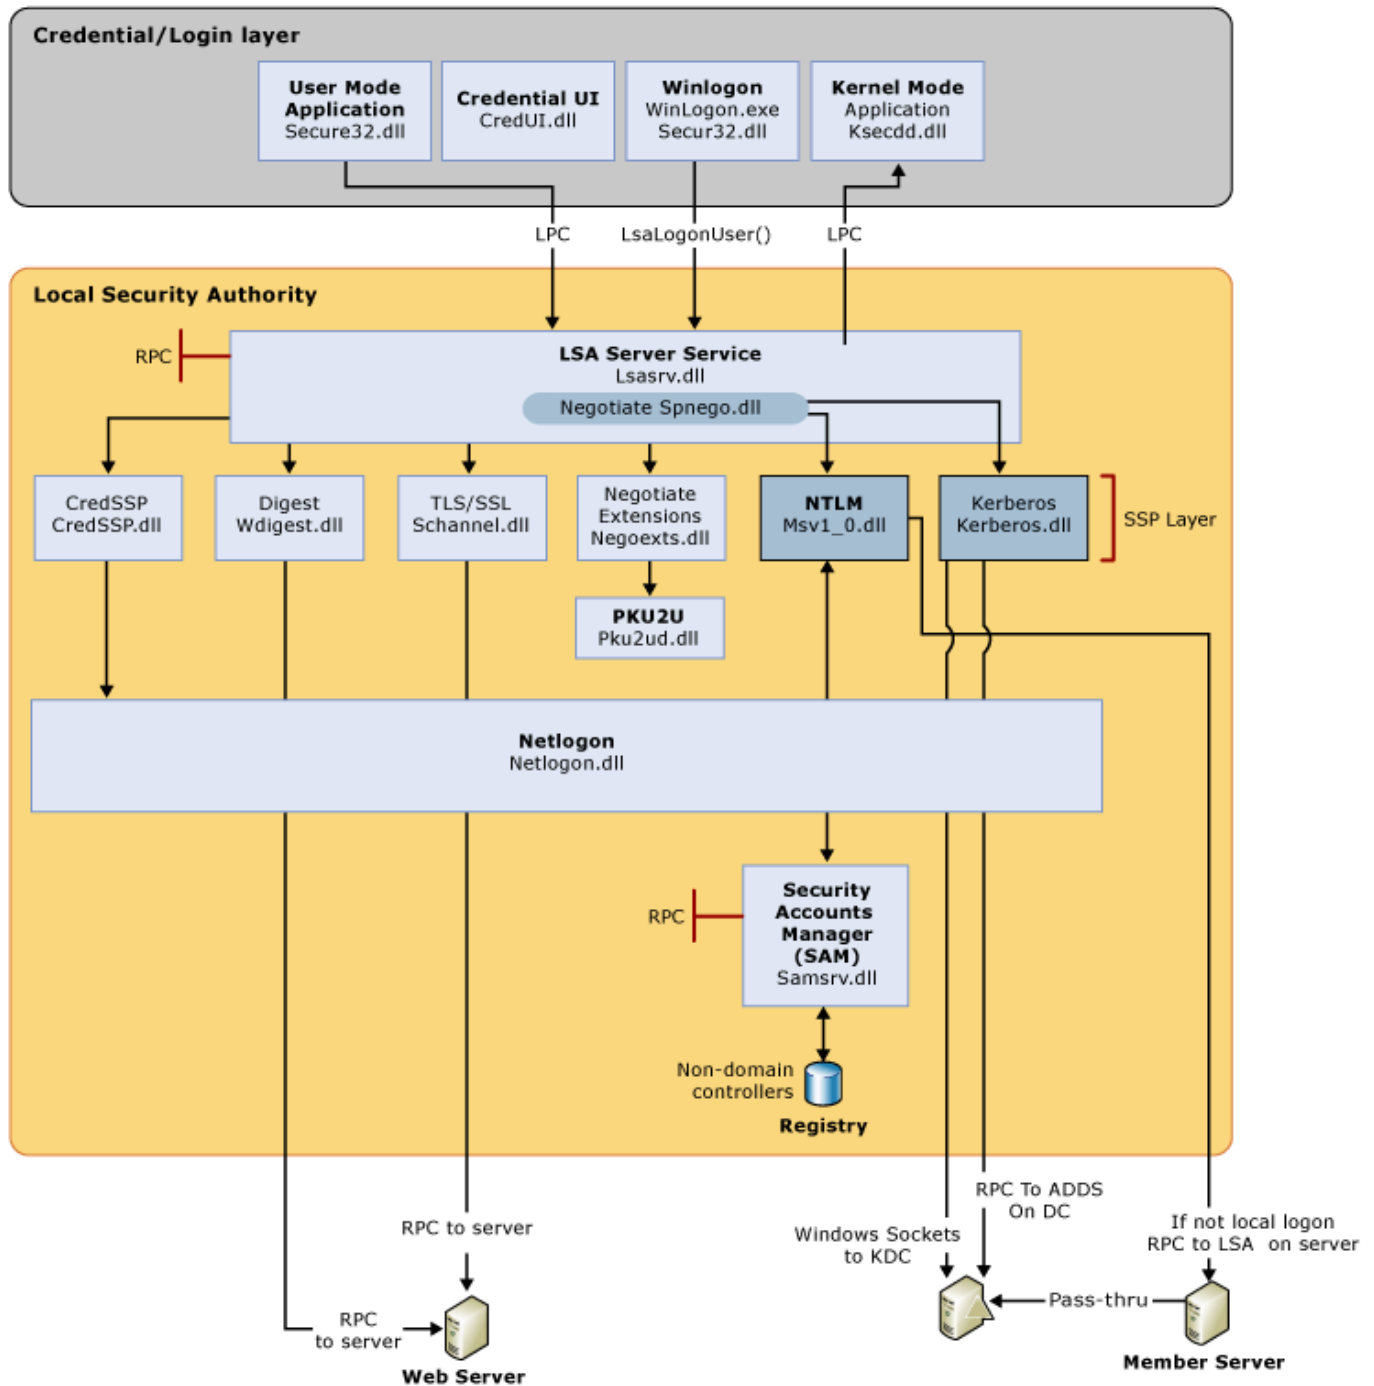 Credential/Login layer
User Mode
Application
Secure32.dll
Credential UI
CredUI.dll
Winlogon
WinLogon.exe
Secur32.dll
Kernel Mode
Application
Ksecdd.dll
LPC
LsaLogonUser()
LPC
Local Security Authority
RPC
LSA Server Service
Lsasrv.dll
Negotiate Spnego.dll
CredSSP
CredSSP.dll
Digest
Wdigest.dll
TLS/SSL
Schannel.dll
Negotiate
Extensions
Negoexts.dll
NTLM
Msv1_0.dll
Kerberos
Kerberos.dll
SSP Layer
PKU2U
Pku2ud.dll
Netlogon
Netlogon.dll
RPC
Security
Accounts
Manager
(SAM)
Samsrv.dll
Non-domain
controllers
Registry
RPC to server
RPC
to server
Web Server
Windows Sockets
to KDC
RPC To ADDS
On DC
If not local logon
RPC to LSA on server
Pass-thru
Member Server